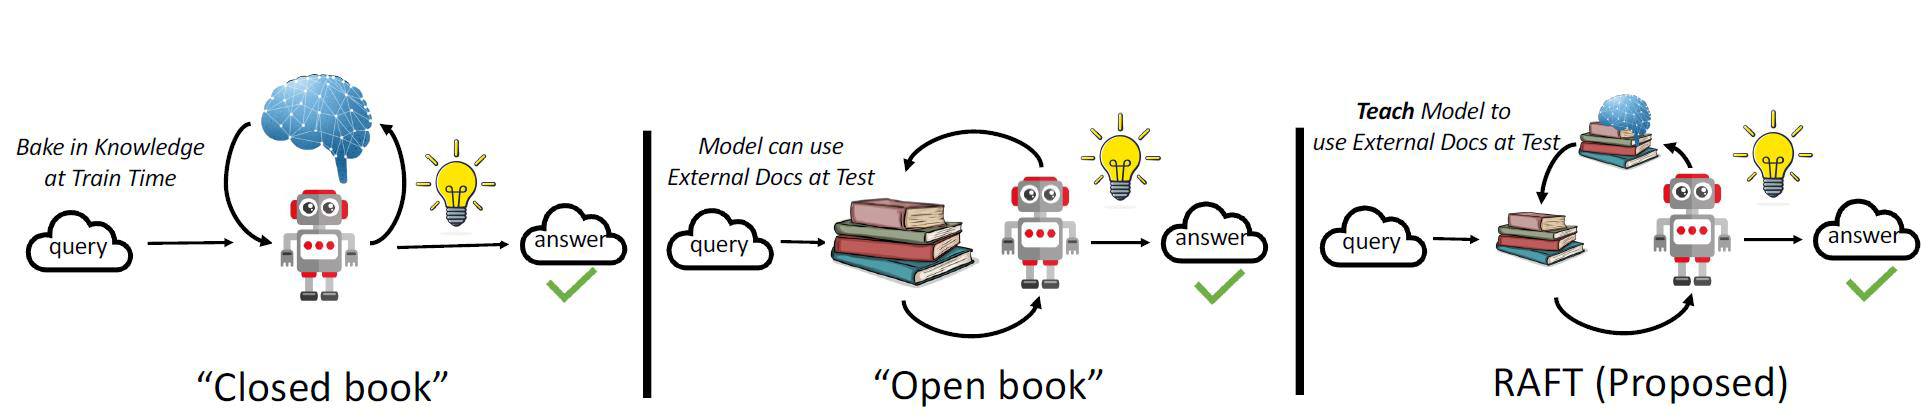 Bake in Knowledge
at Train Time
query
answer
“Closed book”
Model can use
External Docs at Test
query
answer
“Open book”
Teach Model to
use External Docs at Test
query
answer
RAFT (Proposed)